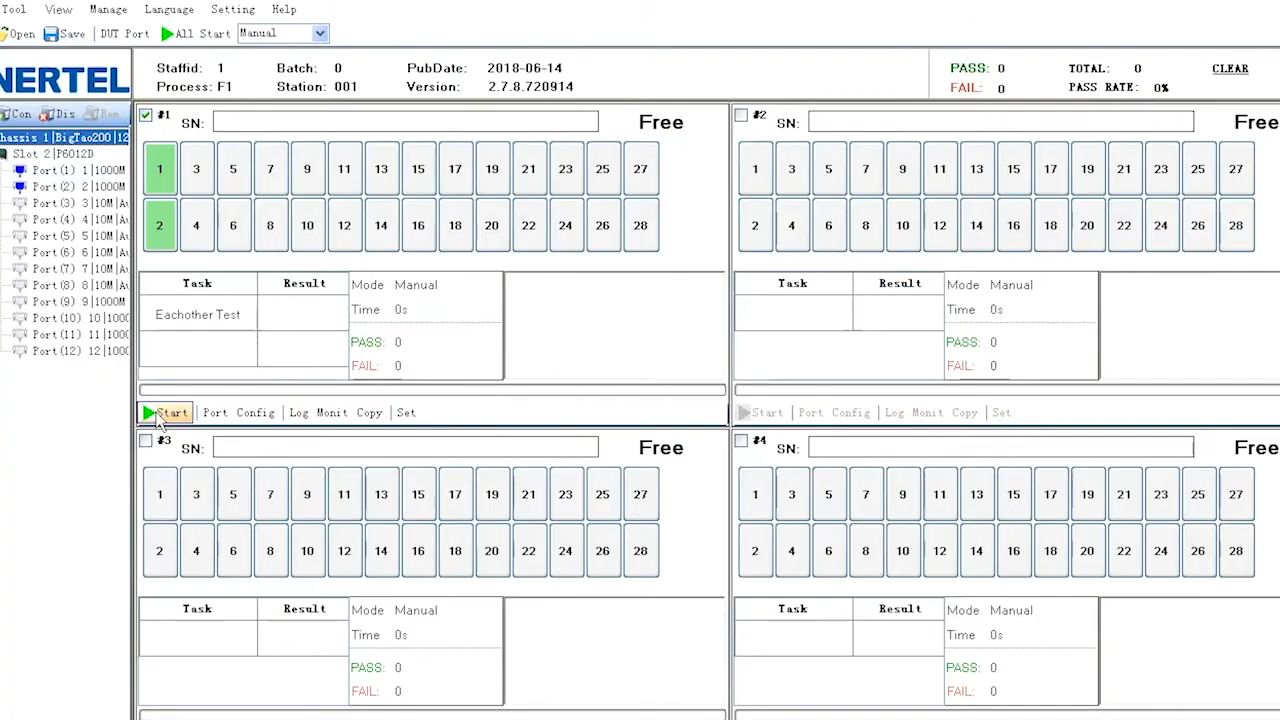 Tool View Manage Language Setting Help
Open Save DUT Port All Start Manual
NERTEL
Staffid: 1 Batch: 0 PubDate: 2018-06-14 PASS: 0 TOTAL: 0 CLEAR
Process: F1 Station: 001 Version: 2.7.8.720914 FAIL: 0 PASS RATE: 0%
Con Dis Rem
hassis 1|BigTao200|12
Slot 2|P6012D
Port(1) 1|1000M
Port(2) 2|1000M
Port(3) 3|10M|Au
Port(4) 4|10M|Au
Port(5) 5|10M|Au
Port(6) 6|10M|Au
Port(7) 7|10M|Au
Port(8) 8|10M|Au
Port(9) 9|1000M
Port(10) 10|1000
Port(11) 11|1000
Port(12) 12|1000
#1 SN: Free
1 3 5 7 9 11 13 15 17 19 21 23 25 27
2 4 6 8 10 12 14 16 18 20 22 24 26 28
Task Result Mode Manual
Eachother Test Time 0s
PASS: 0
FAIL: 0
Start Port Config Log Monit Copy Set
#2 SN: Free
1 3 5 7 9 11 13 15 17 19 21 23 25 27
2 4 6 8 10 12 14 16 18 20 22 24 26 28
Task Result Mode Manual
Time 0s
PASS: 0
FAIL: 0
Start Port Config Log Monit Copy Set
#3 SN: Free
1 3 5 7 9 11 13 15 17 19 21 23 25 27
2 4 6 8 10 12 14 16 18 20 22 24 26 28
Task Result Mode Manual
Time 0s
PASS: 0
FAIL: 0
#4 SN: Free
1 3 5 7 9 11 13 15 17 19 21 23 25 27
2 4 6 8 10 12 14 16 18 20 22 24 26 28
Task Result Mode Manual
Time 0s
PASS: 0
FAIL: 0